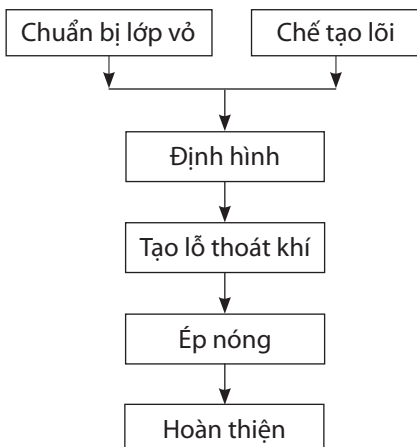 Chuẩn bị lớp vỏ
Chế tạo lõi
Định hình
Tạo lỗ thoát khí
Ép nóng
Hoàn thiện